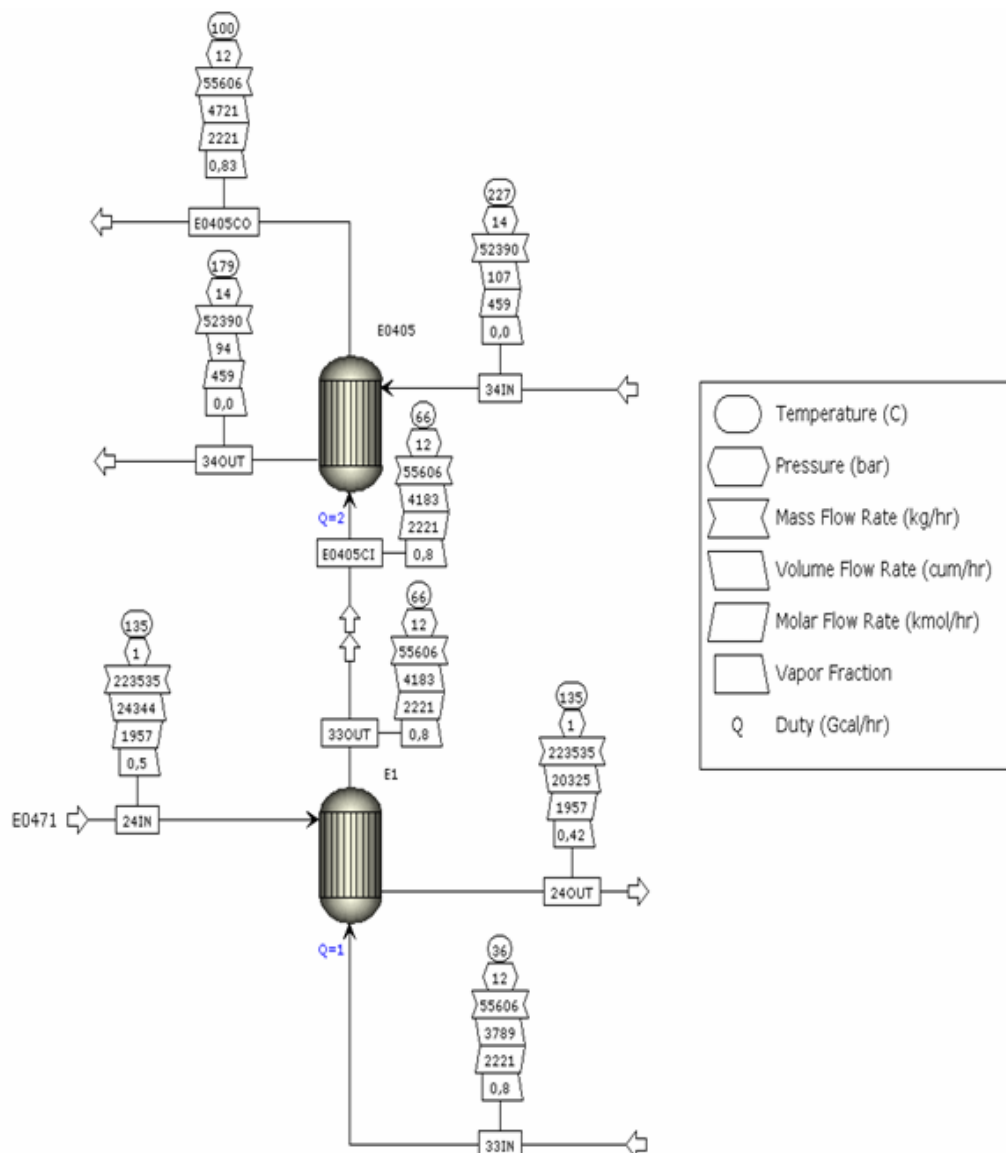 100
12
55606
4721
2221
0,83
E0405CO
227
14
52390
107
459
0,0
34IN
179
14
52390
94
459
0,0
34OUT
E0405
66
12
55606
4183
2221
0,8
Q=2
E0405CI
66
12
55606
4183
2221
0,8
33OUT
135
1
223535
24344
1957
0,5
E0471
24IN
E1
135
1
223535
20325
1957
0,42
24OUT
Q=1
36
12
55606
3789
2221
0,8
33IN
Temperature (C)
Pressure (bar)
Mass Flow Rate (kg/hr)
Volume Flow Rate (cum/hr)
Molar Flow Rate (kmol/hr)
Vapor Fraction
Q Duty (Gcal/hr)